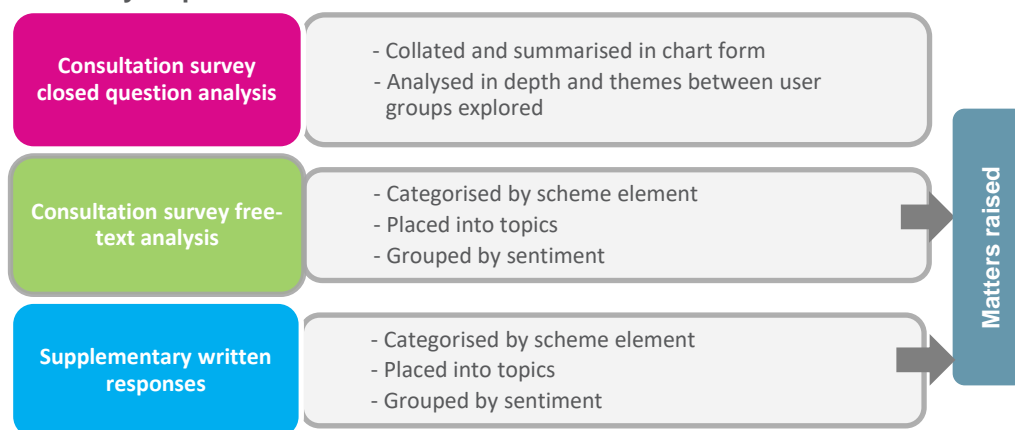 Consultation survey
closed question analysis
- Collated and summarised in chart form
- Analysed in depth and themes between user
groups explored
Consultation survey free-
text analysis
- Categorised by scheme element
- Placed into topics
- Grouped by sentiment
Supplementary written
responses
- Categorised by scheme element
- Placed into topics
- Grouped by sentiment
Matters raised